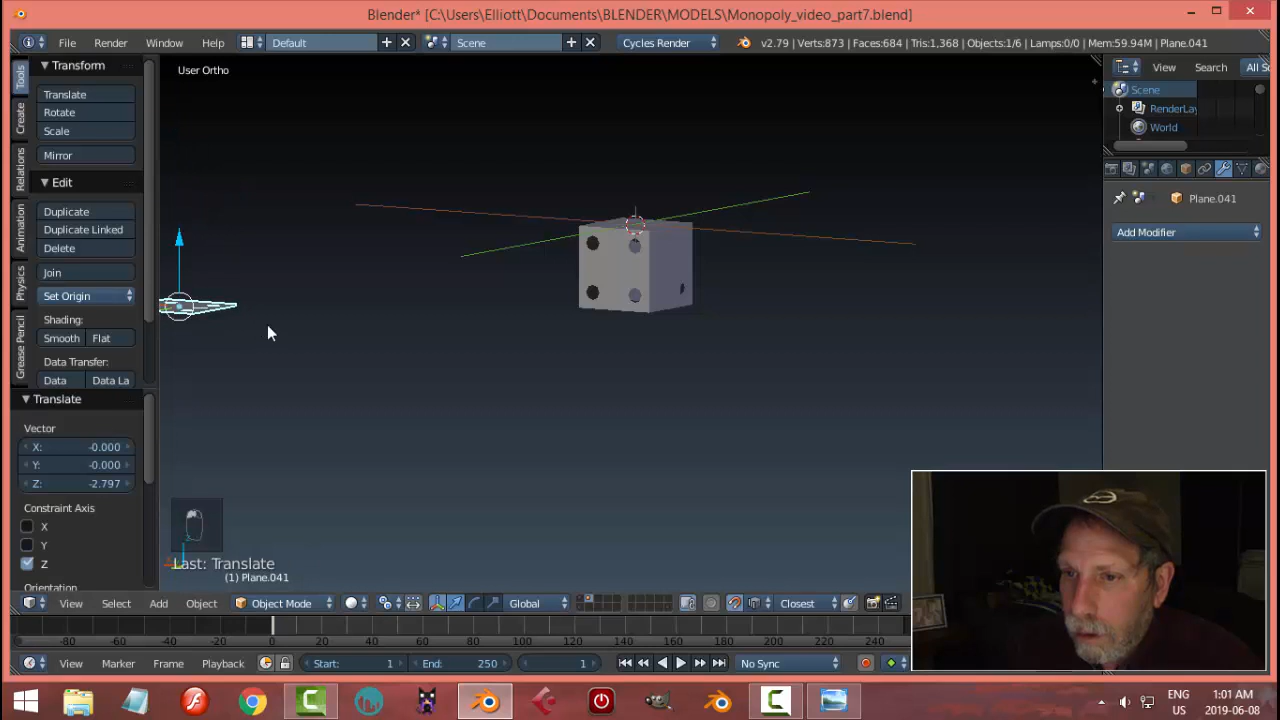 Blender* [C:\Users\Elliott\Documents\BLENDER\MODELS\Monopoly_video_part7.blend]
File Render Window Help Default Scene Cycles Render v2.79 | Verts:873 | Faces:684 | Tris:1,368 | Objects:1/6 | Lamps:0/0 | Mem:59.94M | Plane.041
Tools
Create
Relations
Animation
Physics
Grease Pencil
Transform
Translate
Rotate
Scale
Mirror
Edit
Duplicate
Duplicate Linked
Delete
Join
Set Origin
Shading:
Smooth Flat
Data Transfer:
Data Data La
Translate
Vector
X: -0.000
Y: -0.000
Z: -2.797
Constraint Axis
X
Y
Z
Orientation
User Ortho
Last: Translate
(1) Plane.041
View Search All Sc
Scene
RenderLay
World
Plane.041
Add Modifier
View Select Add Object Object Mode Global Closest
-80 -60 -40 -20 0 20 40 60 80 100 120 140 160 180 200 220 240
View Marker Frame Playback Start: 1 End: 250 1 No Sync
ENG 1:01 AM
US 2019-06-08